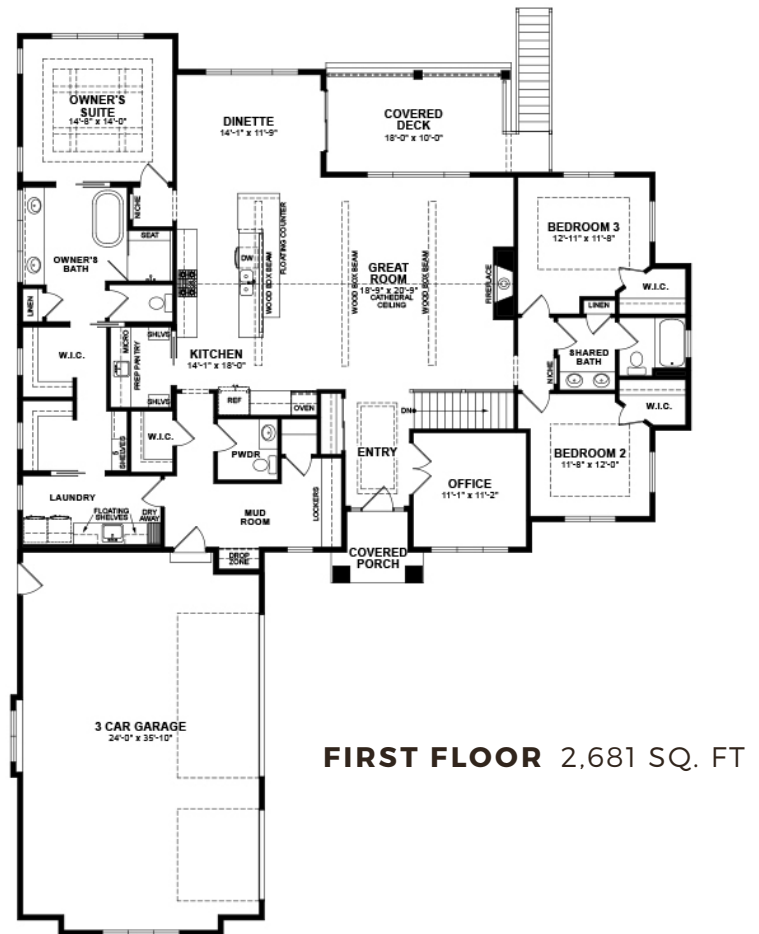 OWNER'S
SUITE
14'-8" x 14'-0"
DINETTE
14'-1" x 11'-9"
COVERED
DECK
18'-0" x 10'-0"
NICHE
SEAT
OWNER'S
BATH
LINEN
DW
WOOD BOX BEAM
FLOATING COUNTER
WOOD BOX BEAM
GREAT
ROOM
18'-9" x 20'-9"
CATHEDRAL
CEILING
WOOD BOX BEAM
FIREPLACE
BEDROOM 3
12'-11" x 11'-8"
W.I.C.
LINEN
SHARED
BATH
NICHE
W.I.C.
BEDROOM 2
11'-8" x 12'-0"
W.I.C.
MICRO
PREP PANTRY
SHLVS
SHLVS
KITCHEN
14'-1" x 18'-0"
REF
OVEN
DN
W.I.C.
SHELVES
PWDR
ENTRY
OFFICE
11'-1" x 11'-2"
LAUNDRY
FLOATING
SHELVES
DRY
AWAY
MUD
ROOM
LOCKERS
DROP
ZONE
COVERED
PORCH
3 CAR GARAGE
24'-0" x 35'-10"
FIRST FLOOR 2,681 SQ. FT